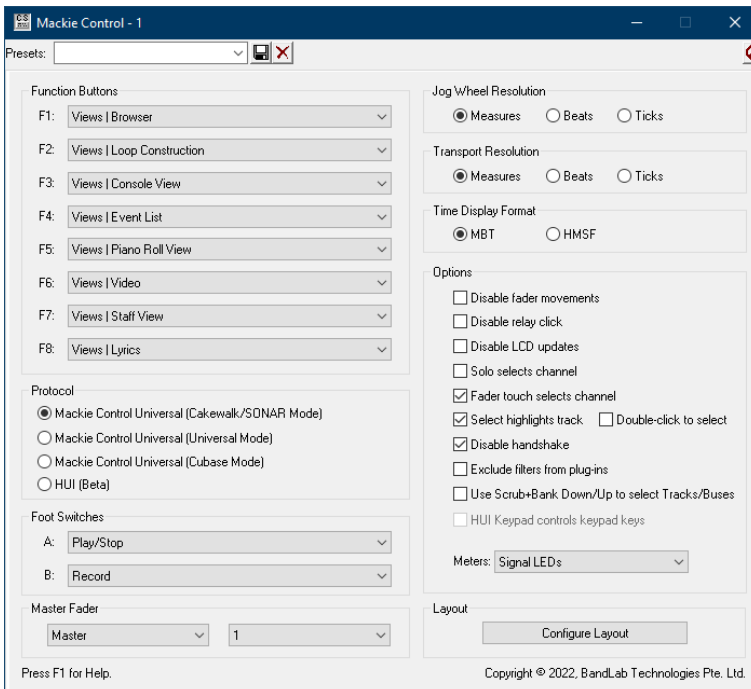 Mackie Control - 1
Presets:
Function Buttons
F1: Views | Browser
F2: Views | Loop Construction
F3: Views | Console View
F4: Views | Event List
F5: Views | Piano Roll View
F6: Views | Video
F7: Views | Staff View
F8: Views | Lyrics
Protocol
Mackie Control Universal (Cakewalk/SONAR Mode)
Mackie Control Universal (Universal Mode)
Mackie Control Universal (Cubase Mode)
HUI (Beta)
Foot Switches
A: Play/Stop
B: Record
Master Fader
Master 1
Press F1 for Help.
Jog Wheel Resolution
Measures Beats Ticks
Transport Resolution
Measures Beats Ticks
Time Display Format
MBT HMSF
Options
Disable fader movements
Disable relay click
Disable LCD updates
Solo selects channel
Fader touch selects channel
Select highlights track Double-click to select
Disable handshake
Exclude filters from plug-ins
Use Scrub+Bank Down/Up to select Tracks/Buses
HUI Keypad controls keypad keys
Meters: Signal LEDs
Layout
Configure Layout
Copyright © 2022, BandLab Technologies Pte. Ltd.